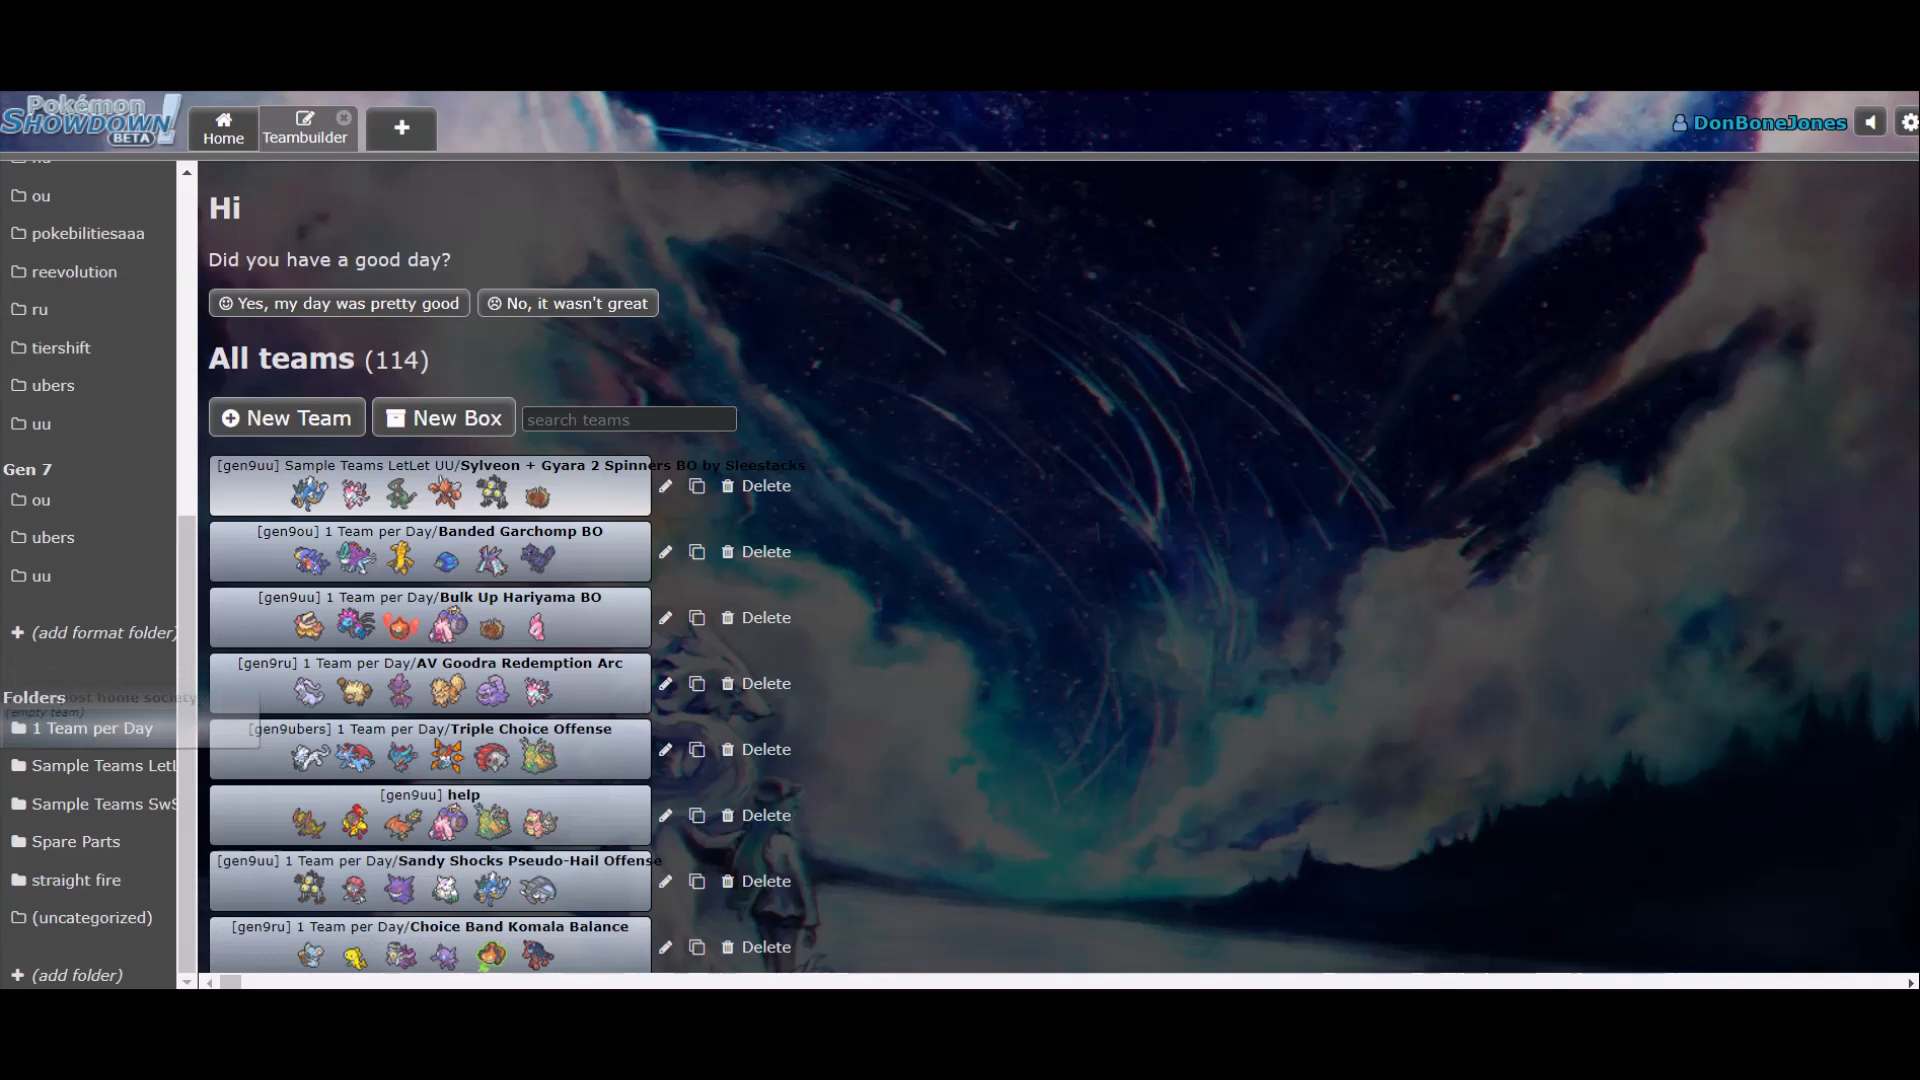 Pokémon
SHOWDOWN!
BETA
Home
Teambuilder
DonBoneJones
ou
pokebilitiesaaa
reevolution
ru
tiershift
ubers
uu
Gen 7
ou
ubers
uu
(add format folder)
Folders
ost home society
(empty team)
1 Team per Day
Sample Teams LetL
Sample Teams SwS
Spare Parts
straight fire
(uncategorized)
(add folder)
Hi
Did you have a good day?
Yes, my day was pretty good No, it wasn't great
All teams (114)
New Team New Box search teams
[gen9uu] Sample Teams LetLet UU/Sylveon + Gyara 2 Spinners BO by Sleestacks
Delete
[gen9ou] 1 Team per Day/Banded Garchomp BO
Delete
[gen9uu] 1 Team per Day/Bulk Up Hariyama BO
Delete
[gen9ru] 1 Team per Day/AV Goodra Redemption Arc
Delete
[gen9ubers] 1 Team per Day/Triple Choice Offense
Delete
[gen9uu] help
Delete
[gen9uu] 1 Team per Day/Sandy Shocks Pseudo-Hail Offense
Delete
[gen9ru] 1 Team per Day/Choice Band Komala Balance
Delete